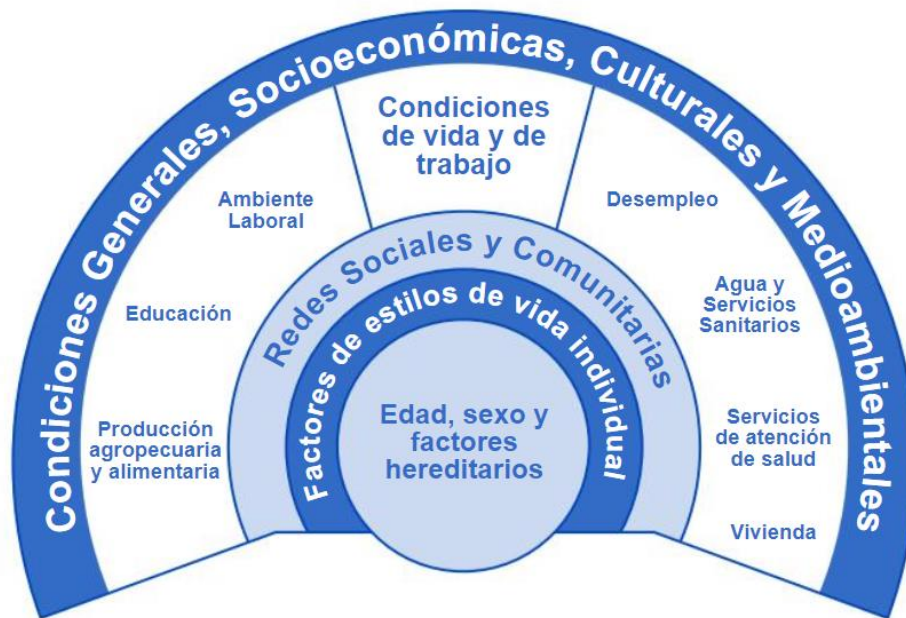 Condiciones Generales, Socioeconómicas, Culturales y Medioambientales
Condiciones
de vida y de
trabajo
Ambiente
Laboral
Desempleo
Educación
Agua y
Servicios
Sanitarios
Producción
agropecuaria
y alimentaria
Servicios
de atención
de salud
Vivienda
Redes Sociales y Comunitarias
Factores de estilos de vida individual
Edad, sexo y
factores
hereditarios